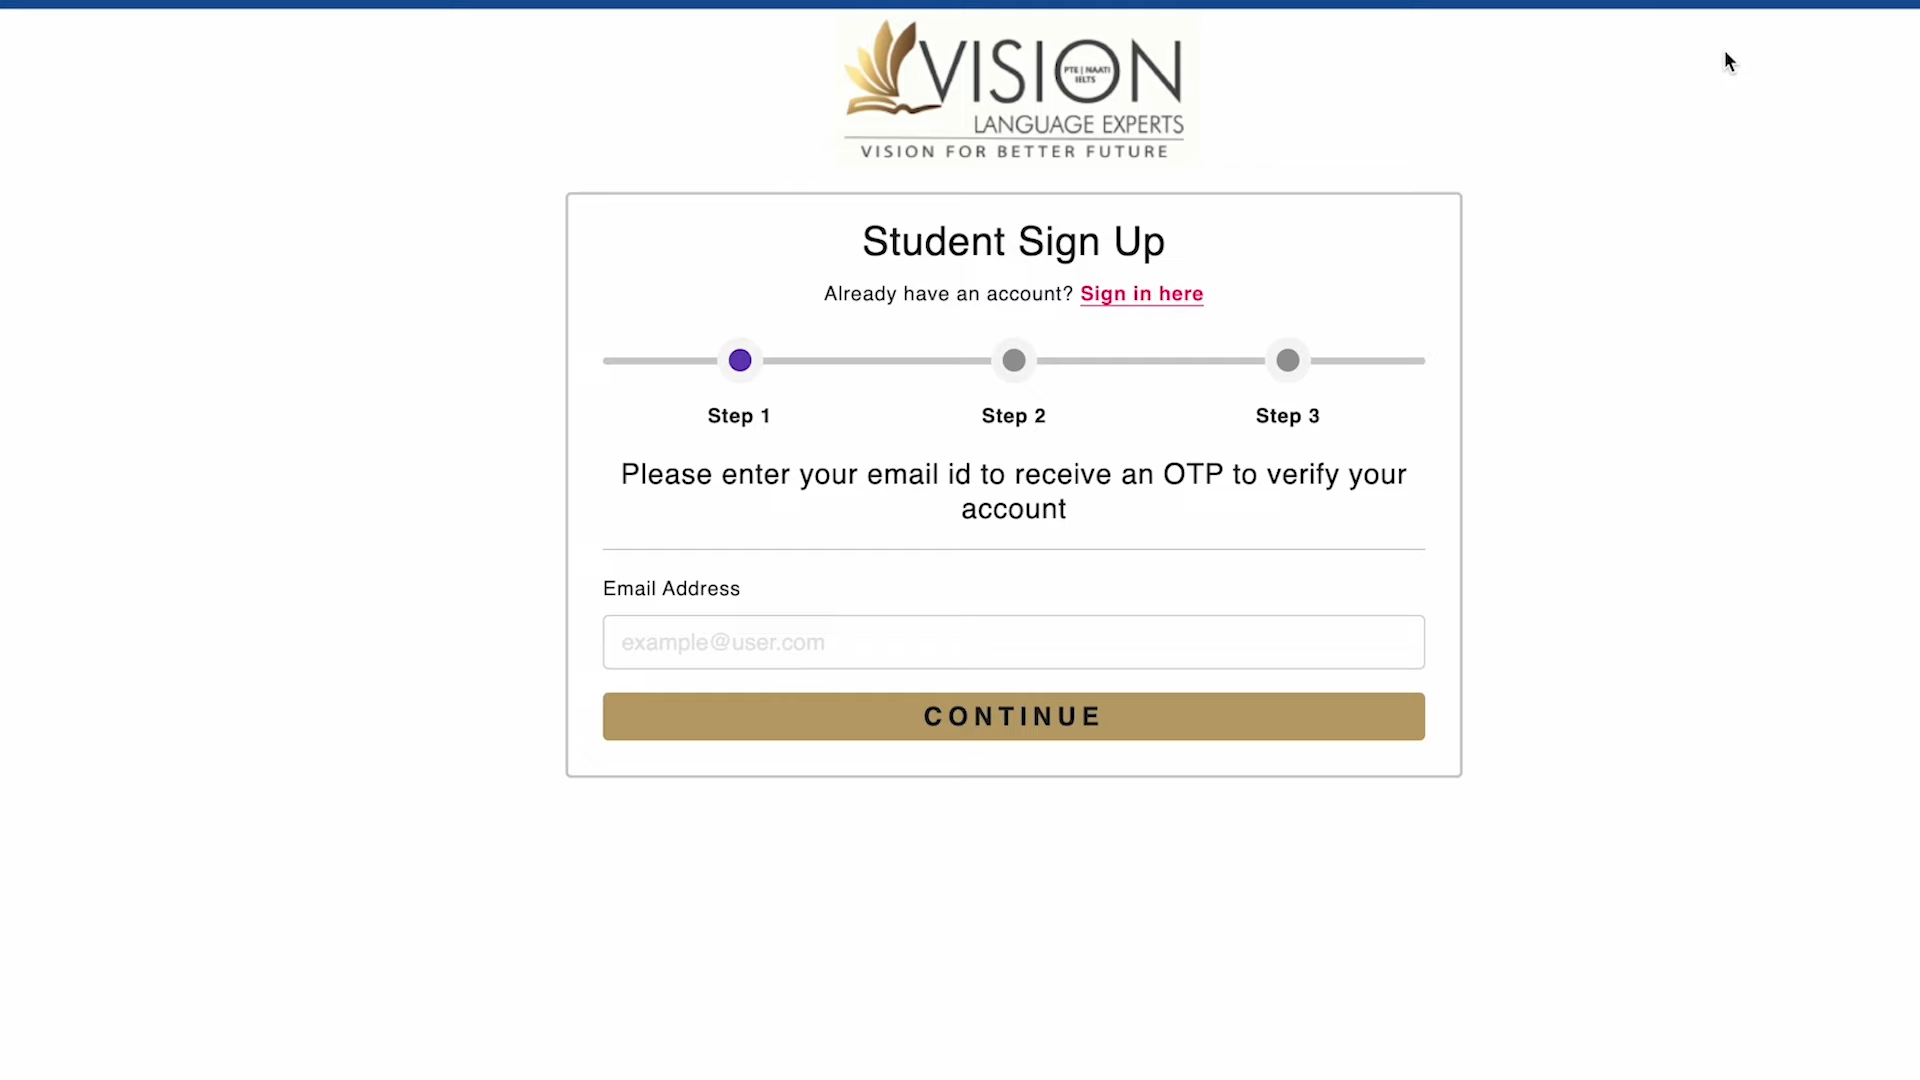 VISION
PTE | NAATI
IELTS
LANGUAGE EXPERTS
VISION FOR BETTER FUTURE
Student Sign Up
Already have an account? Sign in here
Step 1 Step 2 Step 3
Please enter your email id to receive an OTP to verify your
account
Email Address
example@user.com
CONTINUE